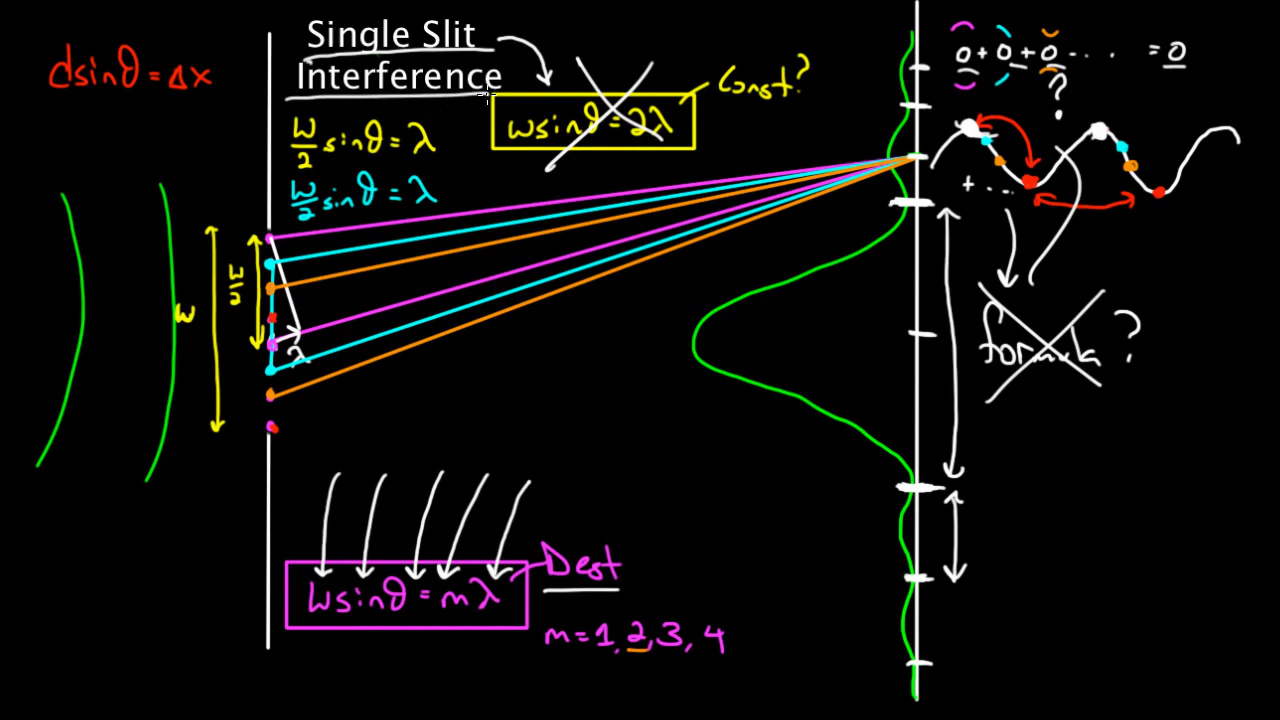 dsinθ = Δx
Single Slit
Interference
w/2 sinθ = λ
w/2 sinθ = λ
wsinθ = 2λ
Const?
0 + 0 + 0 . . . . = 0
?
+ ...
w
w/2
λ
formula ?
wsinθ = mλ
Dest
m = 1, 2, 3, 4